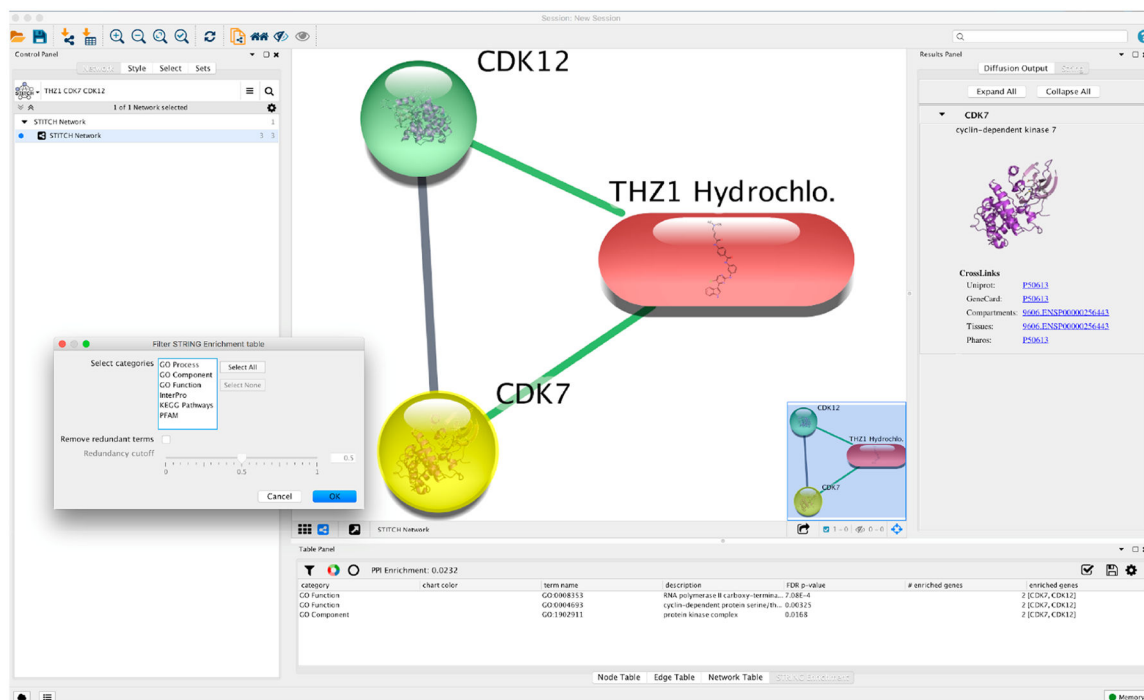 Session: New Session
Control Panel
Style Select Sets
THZ1 CDK7 CDK12
1 of 1 Network selected
STITCH Network 1
STITCH Network 3 3
CDK12
THZ1 Hydrochlo.
CDK7
CDK12
THZ1 Hydrochlo.
CDK7
STITCH Network
1 - 0 0 - 0
Results Panel
Diffusion Output String
Expand All Collapse All
CDK7
cyclin-dependent kinase 7
CrossLinks
Uniprot: P50613
GeneCard: P50613
Compartments: 9606.ENSP00000256443
Tissues: 9606.ENSP00000256443
Pharos: P50613
Filter STRING Enrichment table
Select categories
GO Process
GO Component
GO Function
InterPro
KEGG Pathways
PFAM
Select All
Select None
Remove redundant terms
Redundancy cutoff
0 0.5 1
0.5
Cancel OK
Table Panel
PPI Enrichment: 0.0232
category chart color term name description FDR p-value # enriched genes enriched genes
GO Function GO:0008353 RNA polymerase II carboxy-termina... 7.08E-4 2 [CDK7, CDK12]
GO Function GO:0004693 cyclin-dependent protein serine/th... 0.00325 2 [CDK7, CDK12]
GO Component GO:1902911 protein kinase complex 0.0168 2 [CDK7, CDK12]
Node Table Edge Table Network Table STRING Enrichment
Memory